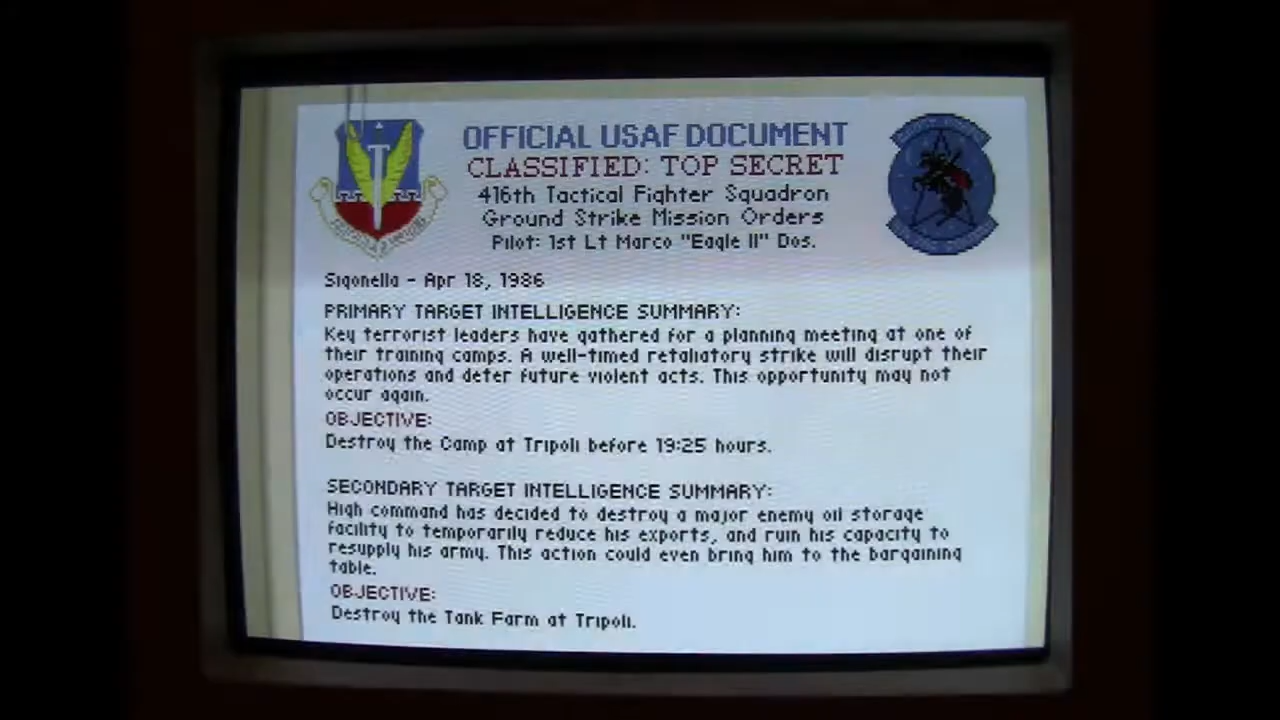 OFFICIAL USAF DOCUMENT
CLASSIFIED: TOP SECRET
416th Tactical Fighter Squadron
Ground Strike Mission Orders
Pilot: 1st Lt Marco "Eagle II" Dos.
Sigonella - Apr 18, 1986
PRIMARY TARGET INTELLIGENCE SUMMARY:
Key terrorist leaders have gathered for a planning meeting at one of
their training camps. A well-timed retaliatory strike will disrupt their
operations and deter future violent acts. This opportunity may not
occur again.
OBJECTIVE:
Destroy the Camp at Tripoli before 19:25 hours.
SECONDARY TARGET INTELLIGENCE SUMMARY:
High command has decided to destroy a major enemy oil storage
facility to temporarily reduce his exports, and ruin his capacity to
resupply his army. This action could even bring him to the bargaining
table.
OBJECTIVE:
Destroy the Tank Farm at Tripoli.